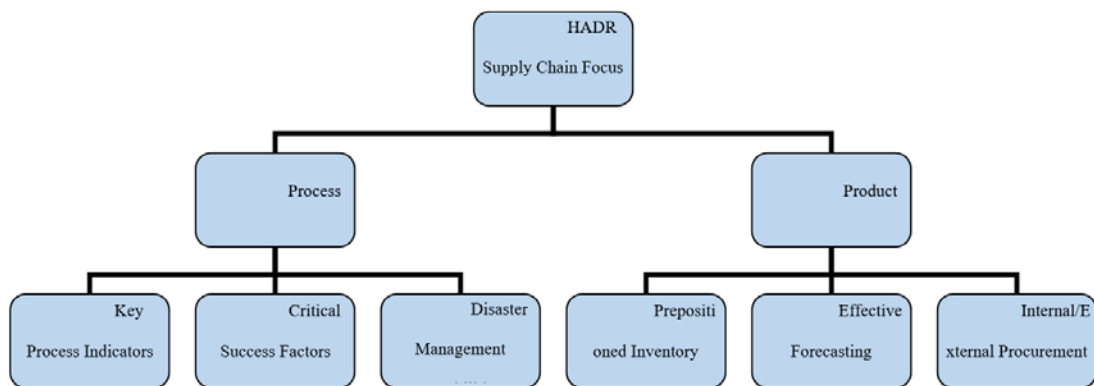 HADR
Supply Chain Focus
Process
Product
Key
Process Indicators
Critical
Success Factors
Disaster
Management
Prepositi
oned Inventory
Effective
Forecasting
Internal/E
xternal Procurement